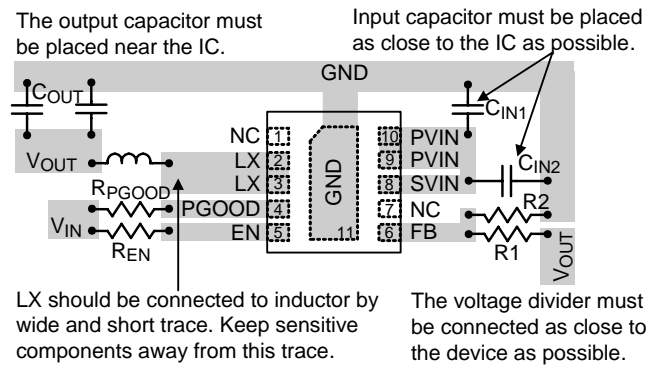 The output capacitor must
be placed near the IC.
Input capacitor must be placed
as close to the IC as possible.
GND
COUT
CIN1
NC 1
10 PVIN
VOUT
LX 2
9 PVIN
CIN2
LX 3
GND
8 SVIN
RPGOOD
PGOOD 4
7 NC
R2
VIN
EN 5
11
6 FB
REN
R1
VOUT
LX should be connected to inductor by
wide and short trace. Keep sensitive
components away from this trace.
The voltage divider must
be connected as close to
the device as possible.